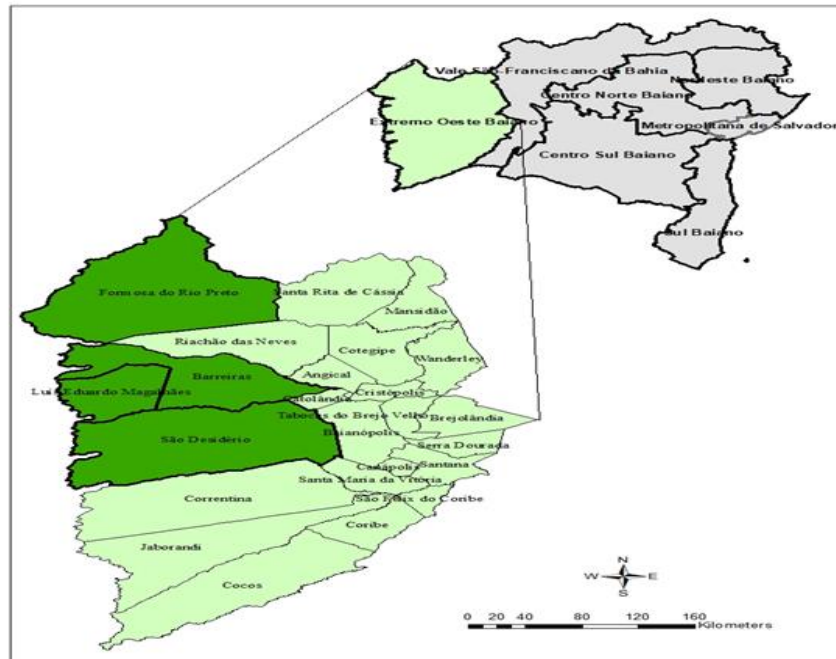 Vale São-Franciscano da Bahia
Nordeste Baiano
Centro Norte Baiano
Extremo Oeste Baiano
Metropolitana de Salvador
Centro Sul Baiano
Sul Baiano
Formosa do Rio Preto
Santa Rita de Cássia
Mansidão
Riachão das Neves
Cotegipe
Wanderley
Angical
Barreiras
Luis Eduardo Magalhães
Catolândia
Cristópolis
Tabocas do Brejo Velho
Brejolândia
São Desidério
Baianópolis
Serra Dourada
Canápolis
Santana
Santa Maria da Vitória
Correntina
São Félix do Coribe
Coribe
Jaborandi
Cocos
N
W E
S
0 20 40 80 120 160
Kilometers